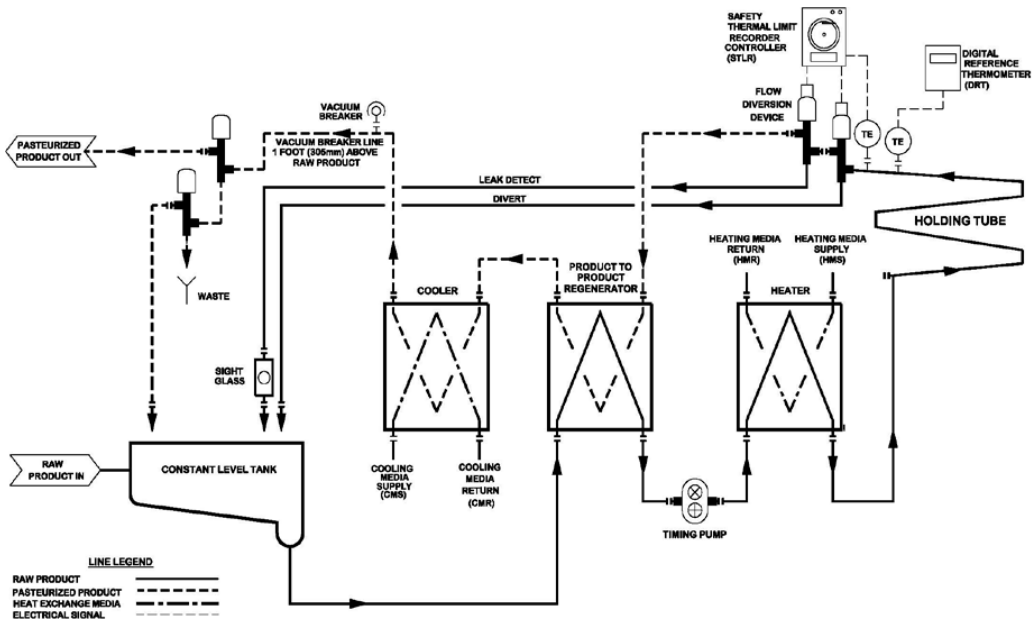 SAFETY
THERMAL LIMIT
RECORDER
CONTROLLER
(STLR)
DIGITAL
REFERENCE
THERMOMETER
(DRT)
FLOW
DIVERSION
DEVICE
TE
TE
VACUUM
BREAKER
PASTEURIZED
PRODUCT OUT
VACUUM BREAKER LINE
1 FOOT (305mm) ABOVE
RAW PRODUCT
LEAK DETECT
DIVERT
HOLDING TUBE
HEATING MEDIA
RETURN
(HMR)
HEATING MEDIA
SUPPLY
(HMS)
WASTE
COOLER
PRODUCT TO
PRODUCT
REGENERATOR
HEATER
SIGHT
GLASS
RAW
PRODUCT IN
CONSTANT LEVEL TANK
COOLING
MEDIA
SUPPLY
(CMS)
COOLING
MEDIA
RETURN
(CMR)
TIMING PUMP
LINE LEGEND
RAW PRODUCT
PASTEURIZED PRODUCT
HEAT EXCHANGE MEDIA
ELECTRICAL SIGNAL